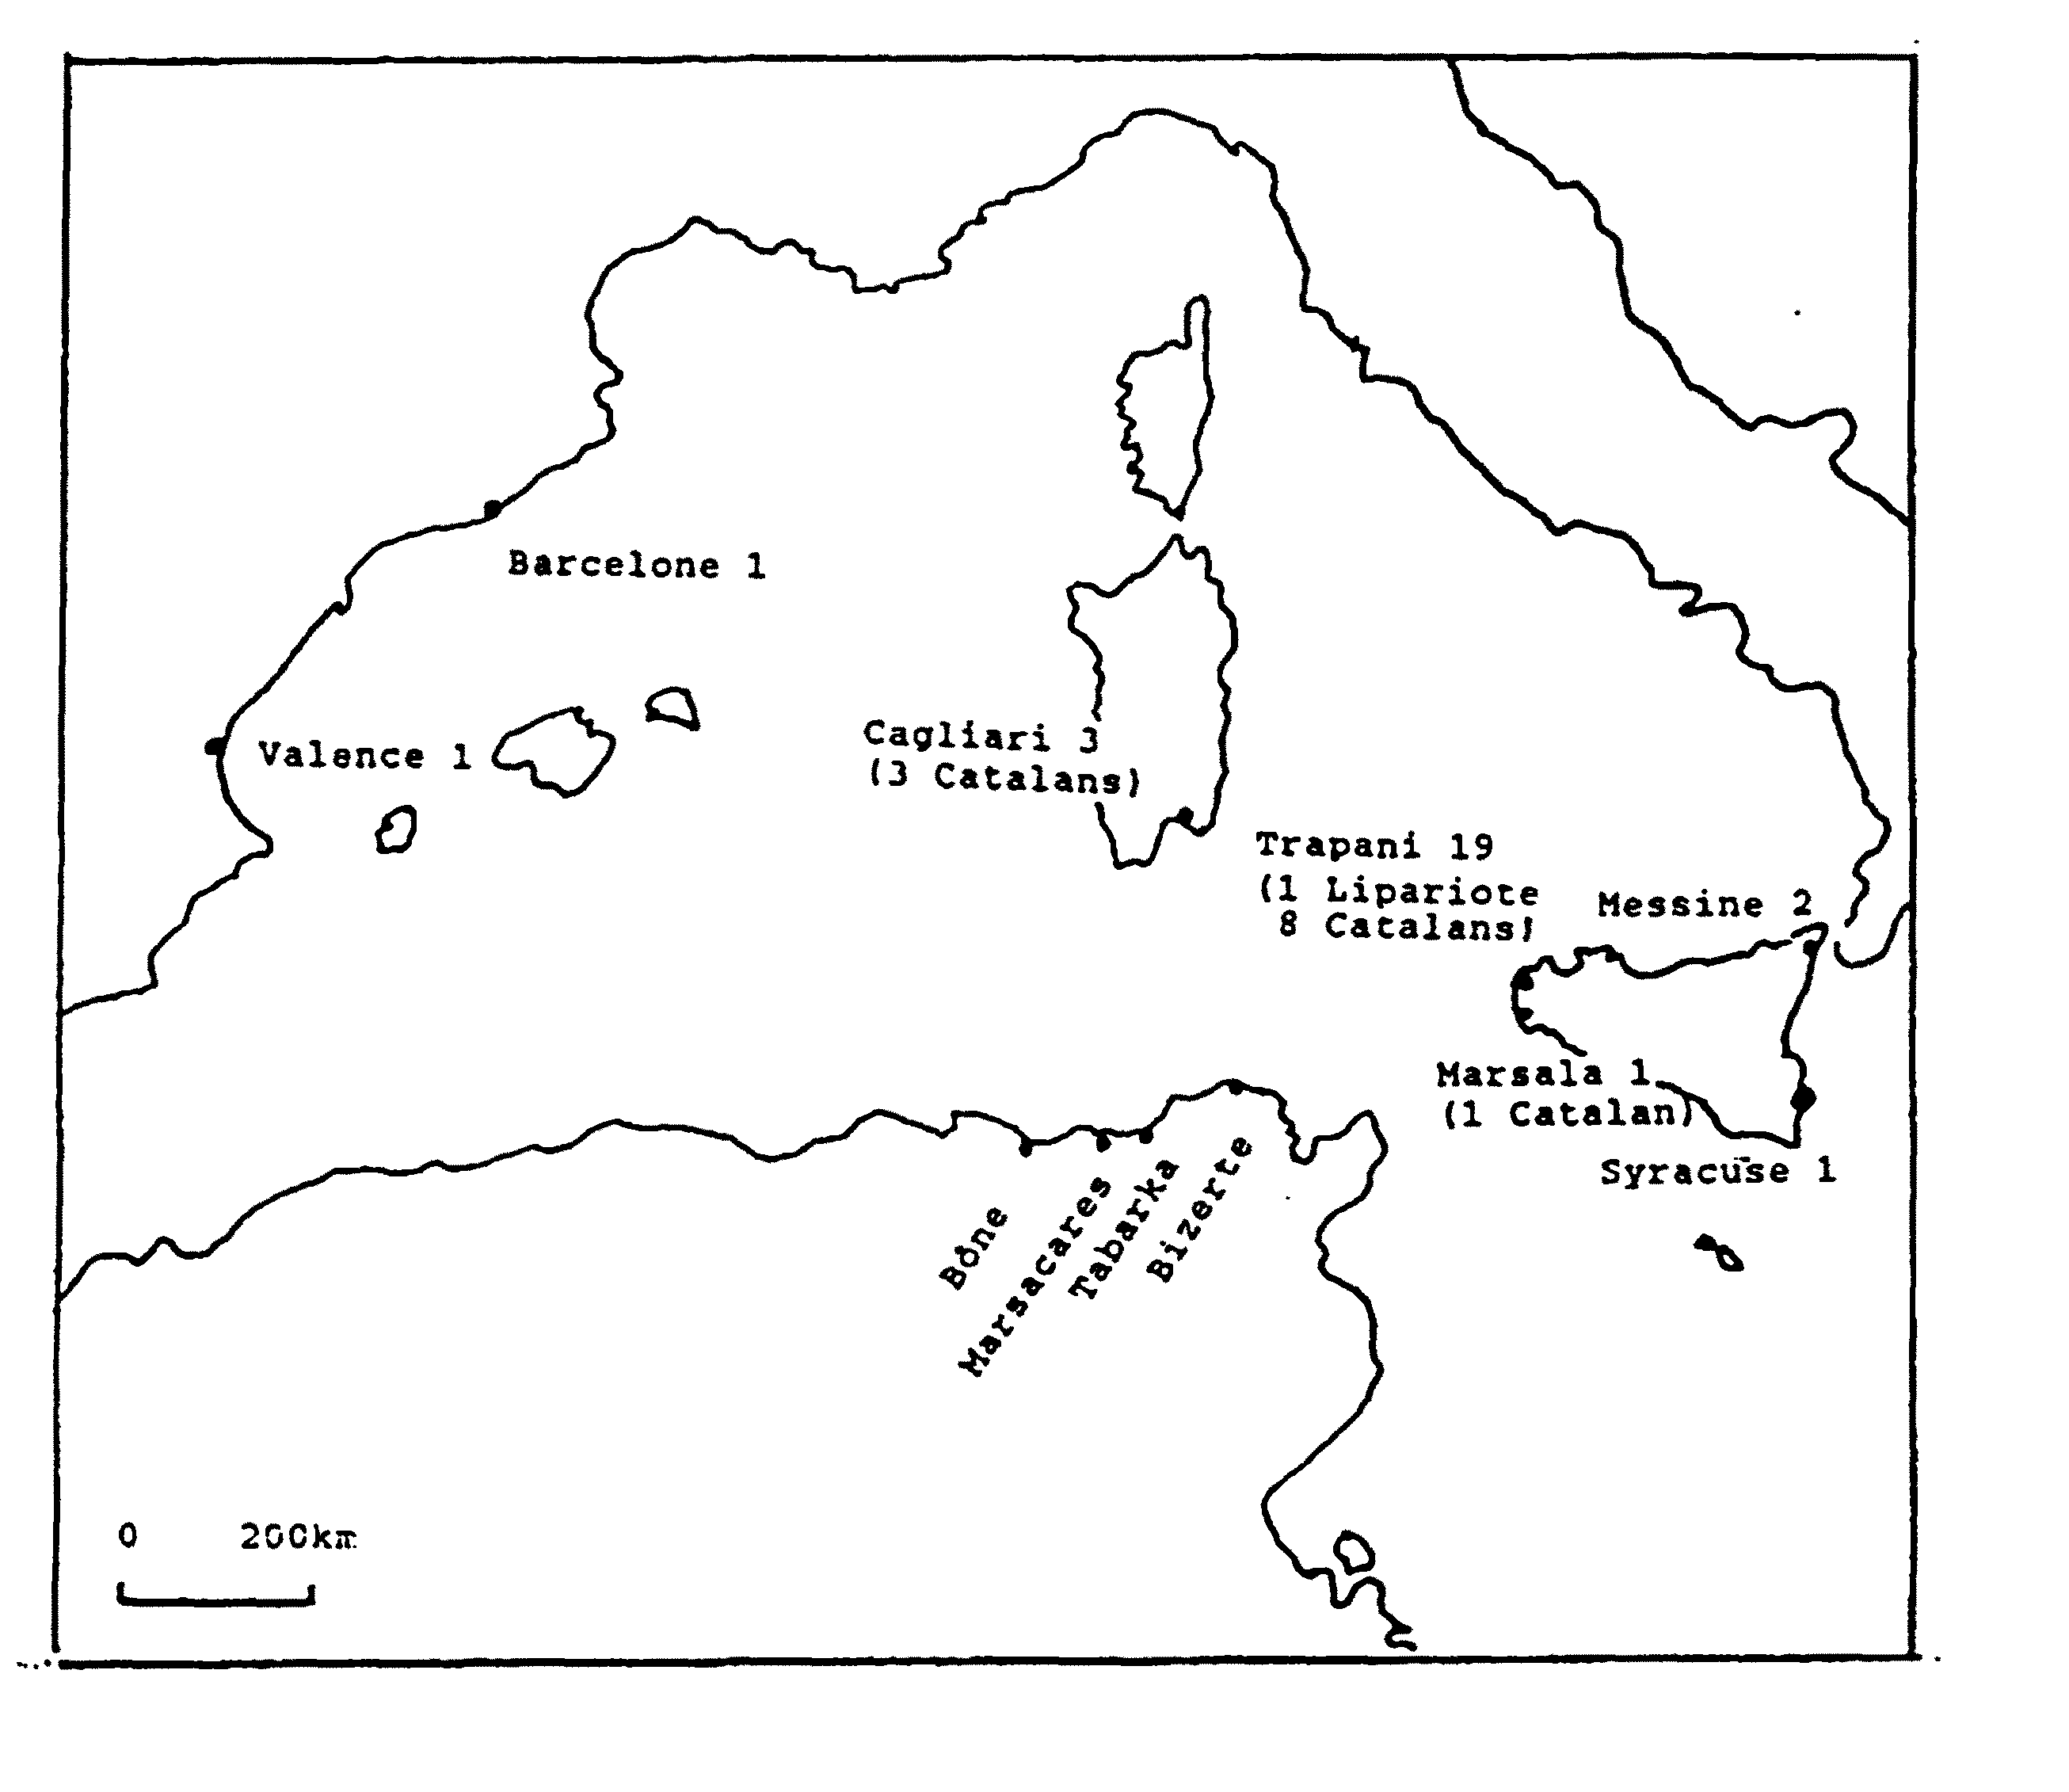 Barcelone 1
Valence 1
Cagliari 3
(3 Catalans)
Trapani 19
(1 Lipariote
8 Catalans)
Messine 2
Marsala 1
(1 Catalan)
Syracuse 1
Bône
Marsacares
Tabarka
Bizerte
0 200km